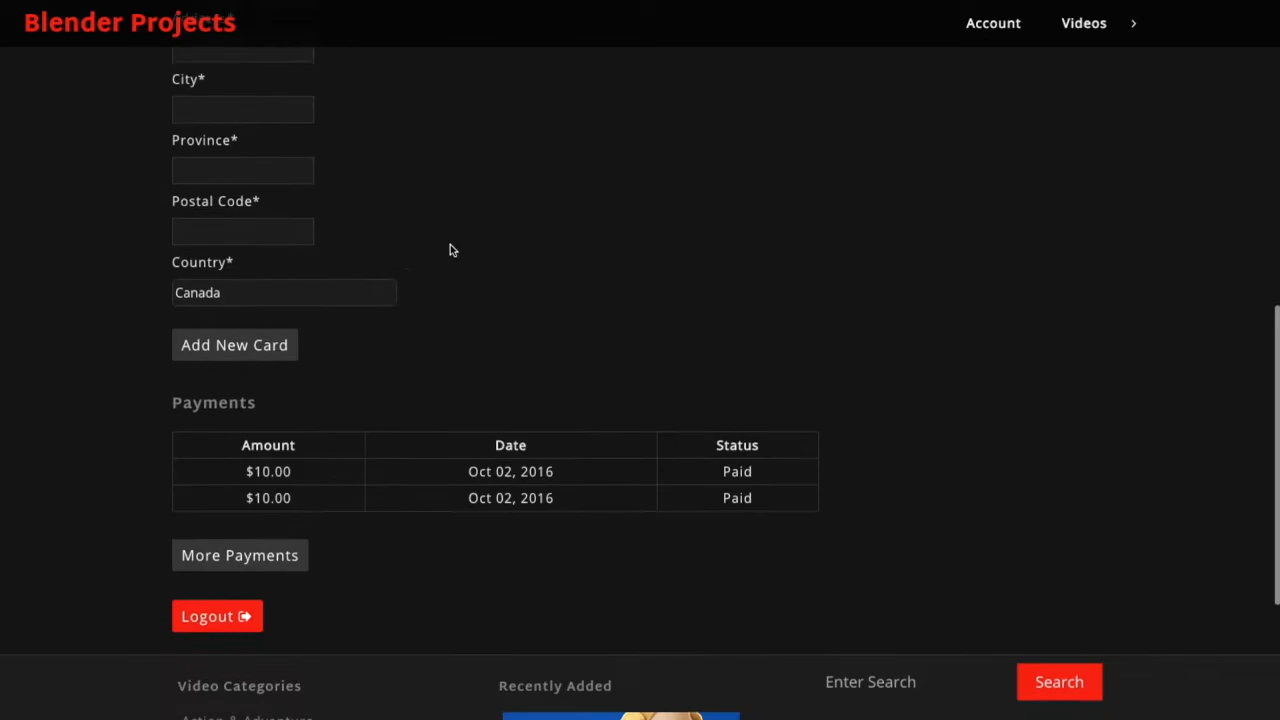 Blender Projects
Account Videos
City*
Province*
Postal Code*
Country*
Canada
Add New Card
Payments
Amount Date Status
$10.00 Oct 02, 2016 Paid
$10.00 Oct 02, 2016 Paid
More Payments
Logout
Video Categories Recently Added Enter Search Search
Action & Adventure